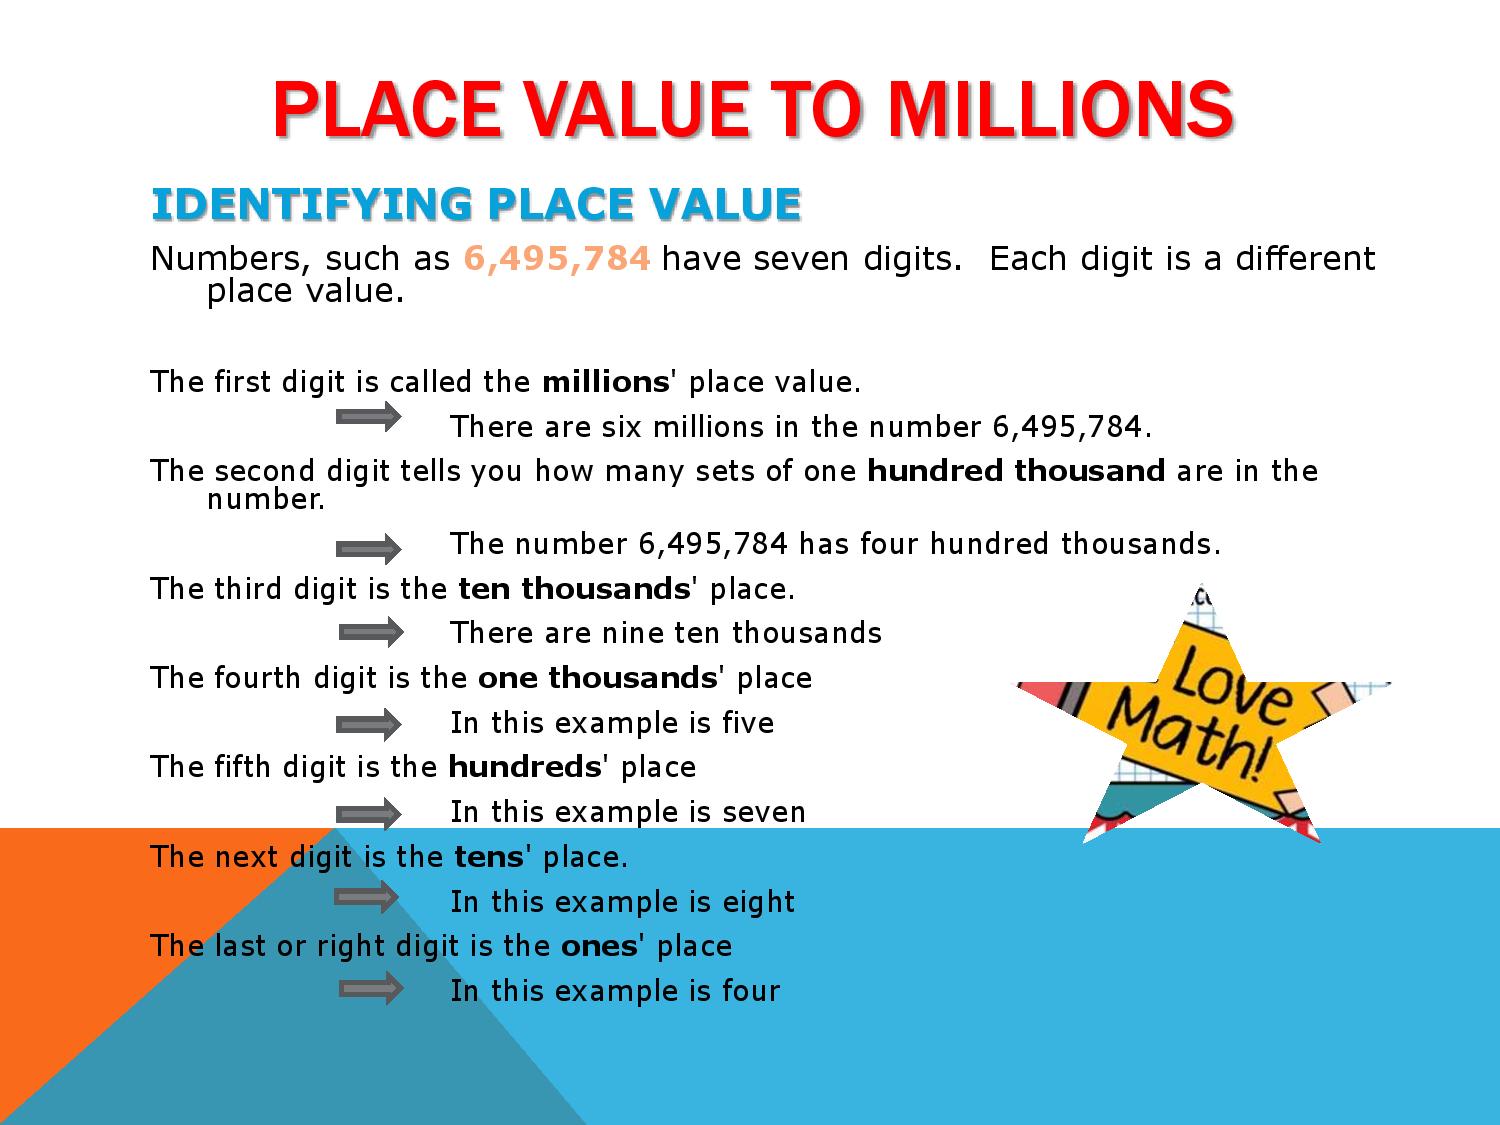 PLACE VALUE TO MILLIONS
IDENTIFYING PLACE VALUE
Numbers, such as 6,495,784 have seven digits.  Each digit is a different
place value.
The first digit is called the millions' place value.
There are six millions in the number 6,495,784.
The second digit tells you how many sets of one hundred thousand are in the
number.
The number 6,495,784 has four hundred thousands.
The third digit is the ten thousands' place.
There are nine ten thousands
The fourth digit is the one thousands' place
In this example is five
The fifth digit is the hundreds' place
In this example is seven
The next digit is the tens' place.
In this example is eight
The last or right digit is the ones' place
In this example is four
Love
Math!